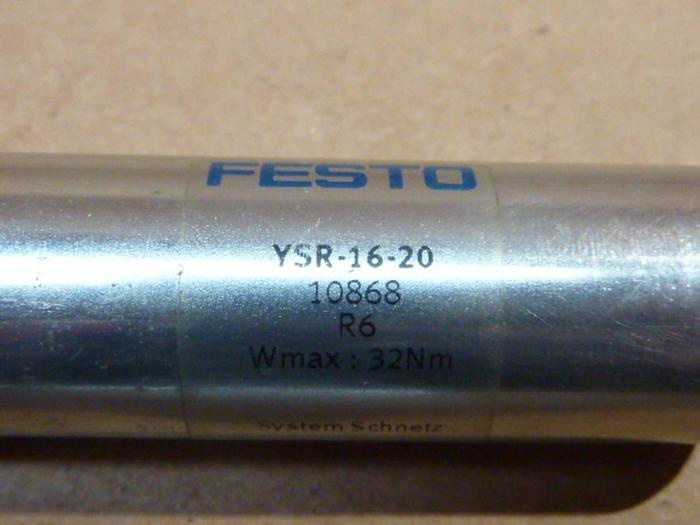 FESTO
YSR-16-20
10868
R6
Wmax : 32Nm
System Schnetz